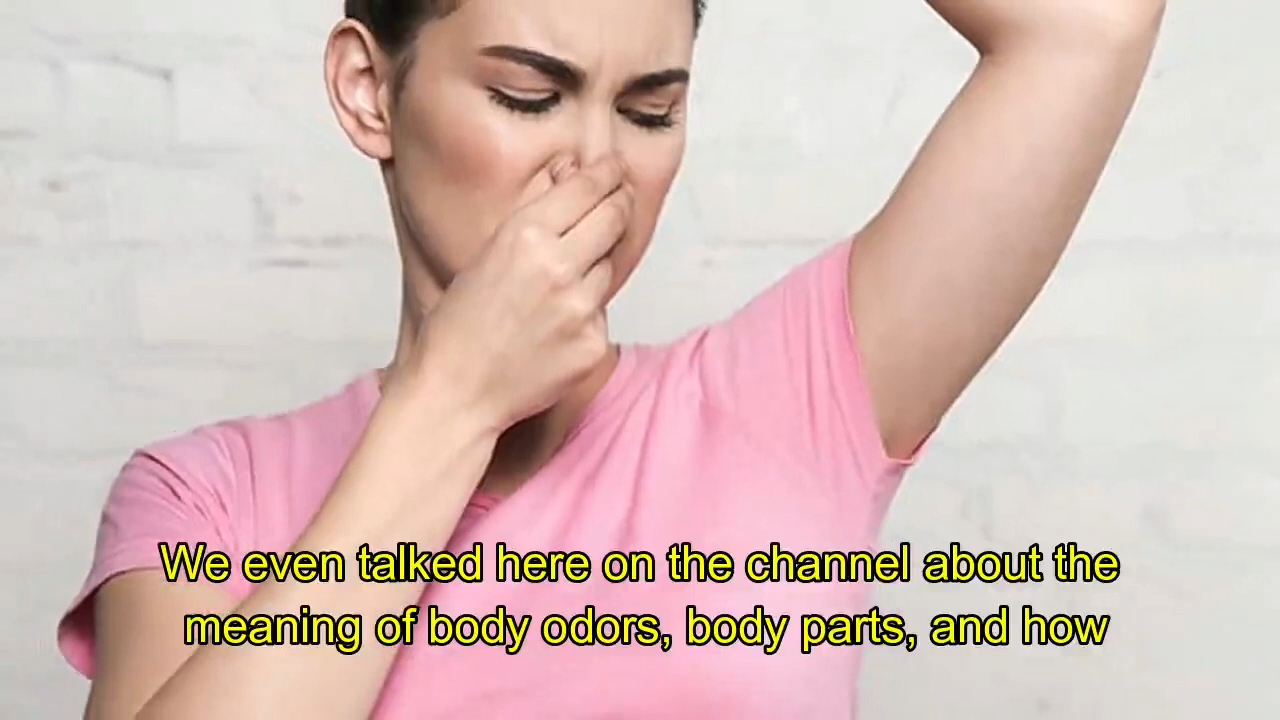 We even talked here on the channel about the
meaning of body odors, body parts, and how